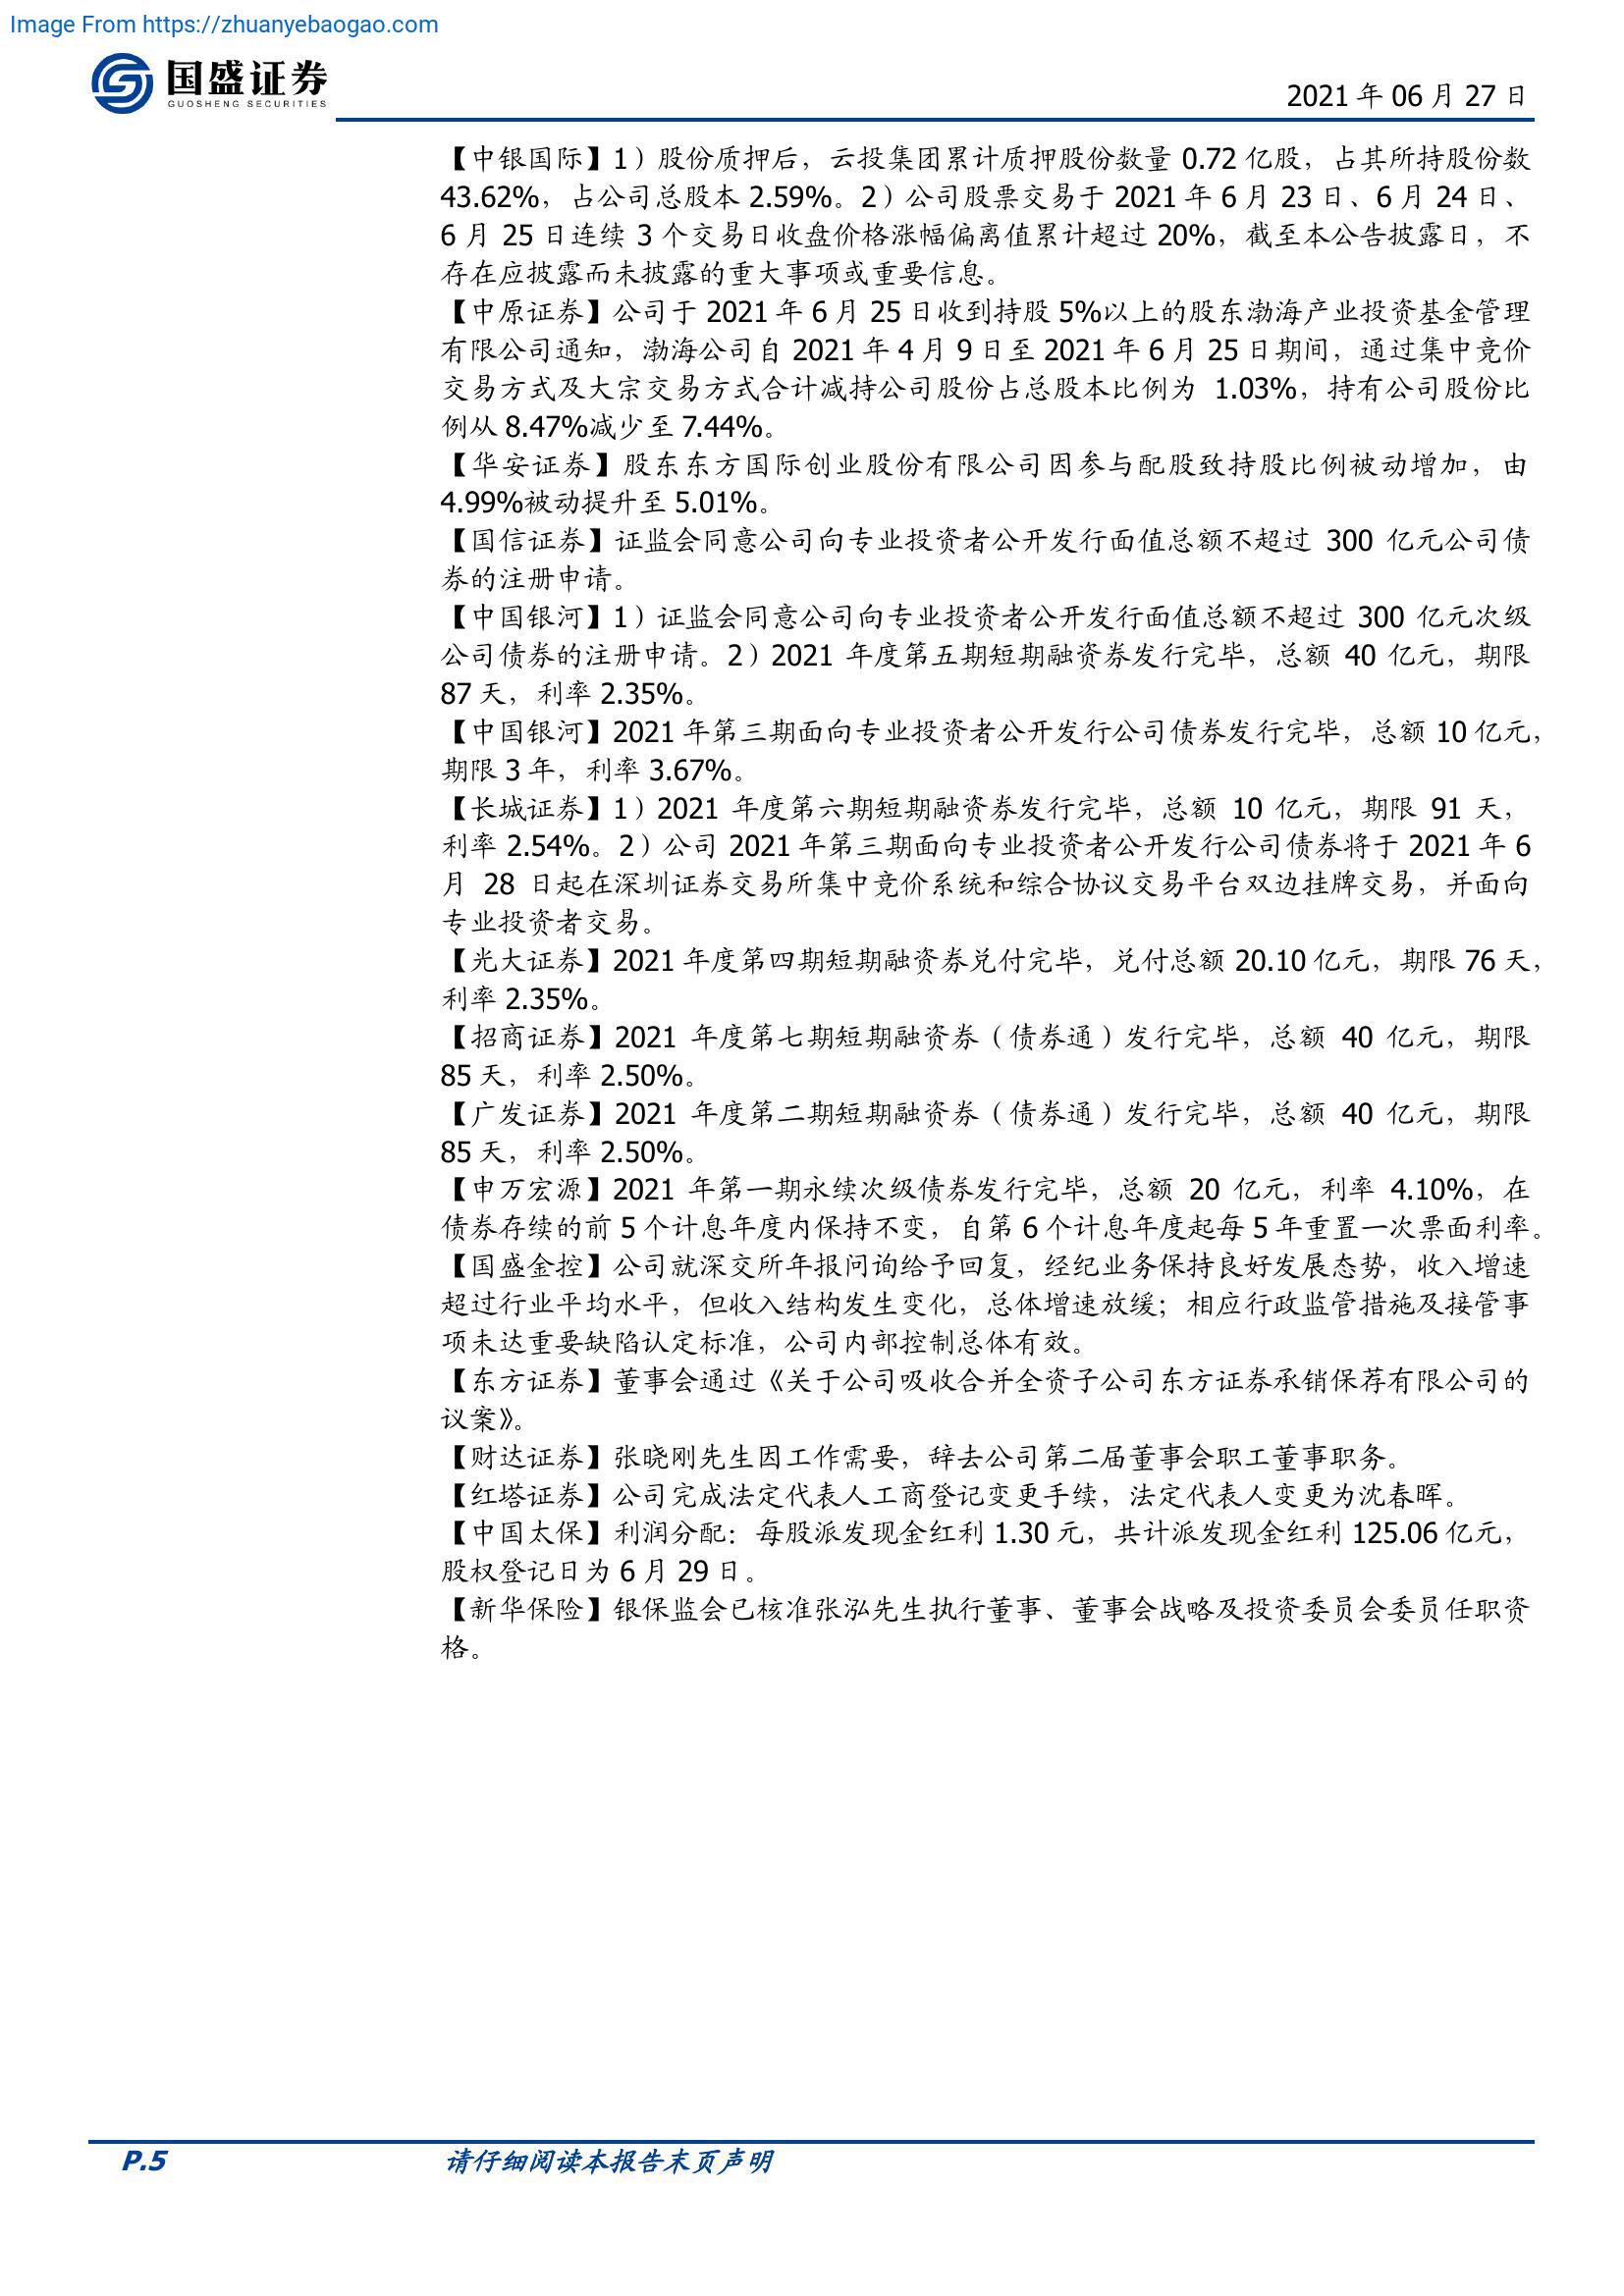 Image From https://zhuanyebaogao.com
国盛证券
GUOSHENG SECURITIES
2021 年 06 月 27 日
【中银国际】1）股份质押后，云投集团累计质押股份数量 0.72 亿股，占其所持股份数
43.62%，占公司总股本 2.59%。2）公司股票交易于 2021 年 6 月 23 日、6 月 24 日、
6 月 25 日连续 3 个交易日收盘价格涨幅偏离值累计超过 20%，截至本公告披露日，不
存在应披露而未披露的重大事项或重要信息。
【中原证券】公司于 2021 年 6 月 25 日收到持股 5%以上的股东渤海产业投资基金管理
有限公司通知，渤海公司自 2021 年 4 月 9 日至 2021 年 6 月 25 日期间，通过集中竞价
交易方式及大宗交易方式合计减持公司股份占总股本比例为 1.03%，持有公司股份比
例从 8.47%减少至 7.44%。
【华安证券】股东东方国际创业股份有限公司因参与配股致持股比例被动增加，由
4.99%被动提升至 5.01%。
【国信证券】证监会同意公司向专业投资者公开发行面值总额不超过 300 亿元公司债
券的注册申请。
【中国银河】1）证监会同意公司向专业投资者公开发行面值总额不超过 300 亿元次级
公司债券的注册申请。2）2021 年度第五期短期融资券发行完毕，总额 40 亿元，期限
87 天，利率 2.35%。
【中国银河】2021 年第三期面向专业投资者公开发行公司债券发行完毕，总额 10 亿元，
期限 3 年，利率 3.67%。
【长城证券】1）2021 年度第六期短期融资券发行完毕，总额 10 亿元，期限 91 天，
利率 2.54%。2）公司 2021 年第三期面向专业投资者公开发行公司债券将于 2021 年 6
月 28 日起在深圳证券交易所集中竞价系统和综合协议交易平台双边挂牌交易，并面向
专业投资者交易。
【光大证券】2021 年度第四期短期融资券兑付完毕，兑付总额 20.10 亿元，期限 76 天，
利率 2.35%。
【招商证券】2021 年度第七期短期融资券（债券通）发行完毕，总额 40 亿元，期限
85 天，利率 2.50%。
【广发证券】2021 年度第二期短期融资券（债券通）发行完毕，总额 40 亿元，期限
85 天，利率 2.50%。
【申万宏源】2021 年第一期永续次级债券发行完毕，总额 20 亿元，利率 4.10%，在
债券存续的前 5 个计息年度内保持不变，自第 6 个计息年度起每 5 年重置一次票面利率。
【国盛金控】公司就深交所年报问询给予回复，经纪业务保持良好发展态势，收入增速
超过行业平均水平，但收入结构发生变化，总体增速放缓；相应行政监管措施及接管事
项未达重要缺陷认定标准，公司内部控制总体有效。
【东方证券】董事会通过《关于公司吸收合并全资子公司东方证券承销保荐有限公司的
议案》。
【财达证券】张晓刚先生因工作需要，辞去公司第二届董事会职工董事职务。
【红塔证券】公司完成法定代表人工商登记变更手续，法定代表人变更为沈春晖。
【中国太保】利润分配：每股派发现金红利 1.30 元，共计派发现金红利 125.06 亿元，
股权登记日为 6 月 29 日。
【新华保险】银保监会已核准张泓先生执行董事、董事会战略及投资委员会委员任职资
格。
P.5
请仔细阅读本报告末页声明